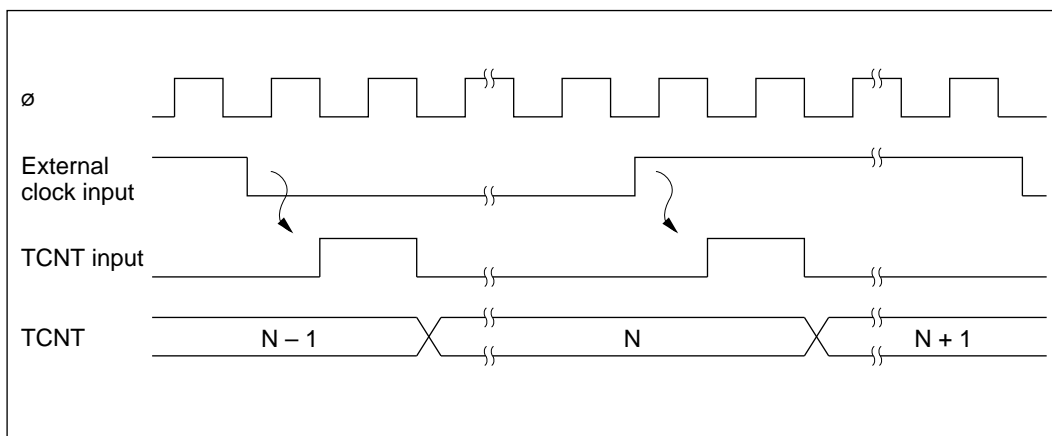 ø
External
clock input
TCNT input
TCNT
N – 1
N
N + 1